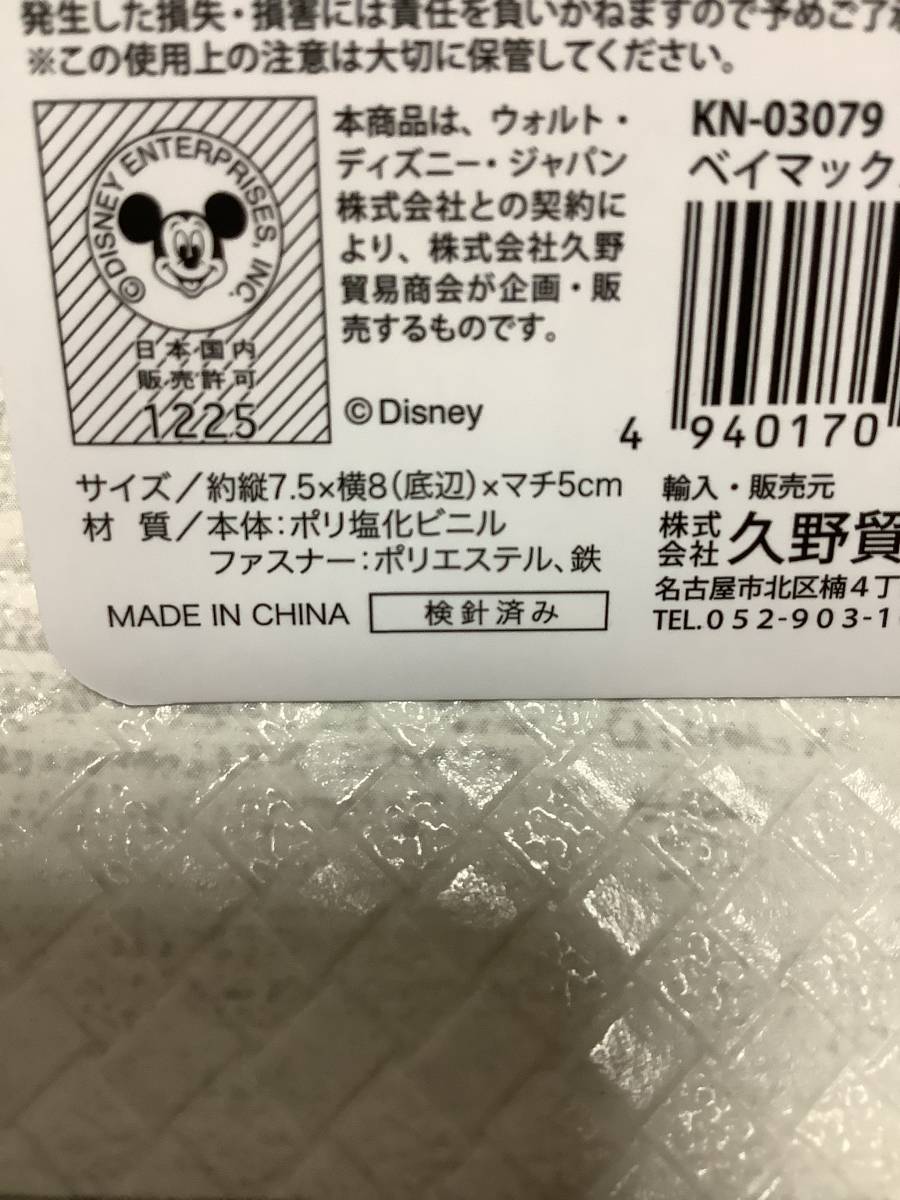 発生した損失・損害には責任を負いかねますので予めご了
※この使用上の注意は大切に保管してください。
©DISNEY ENTERPRISES, INC.
日本国内
販売許可
1225
本商品は、ウォルト・
ディズニー・ジャパン
株式会社との契約に
より、株式会社久野
貿易商会が企画・販
売するものです。
©Disney
KN-03079
ベイマック
4 940170
サイズ/約縦7.5×横8(底辺)×マチ5cm
材 質/本体:ポリ塩化ビニル
ファスナー:ポリエステル、鉄
MADE IN CHINA 検針済み
輸入・販売元
株式会社 久野貿
名古屋市北区楠4丁
TEL.052-903-1